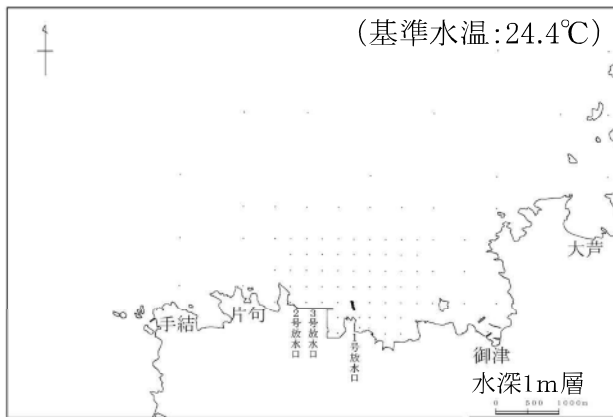 (基準水温:24.4℃)
大芦
手結
片句
2号放水口
3号放水口
1号放水口
御津
水深1m層
0 500 1000m